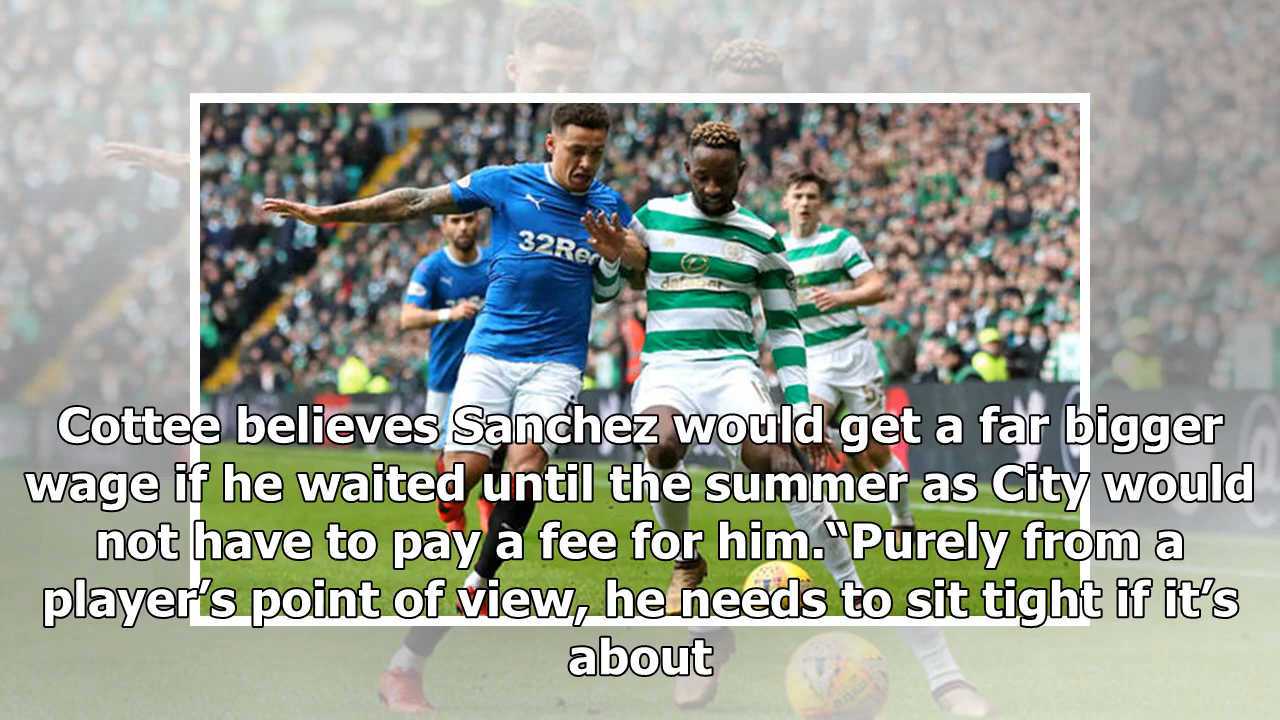 32Red
Cottee believes Sanchez would get a far bigger
wage if he waited until the summer as City would
not have to pay a fee for him.“Purely from a
player’s point of view, he needs to sit tight if it’s
about
mitre